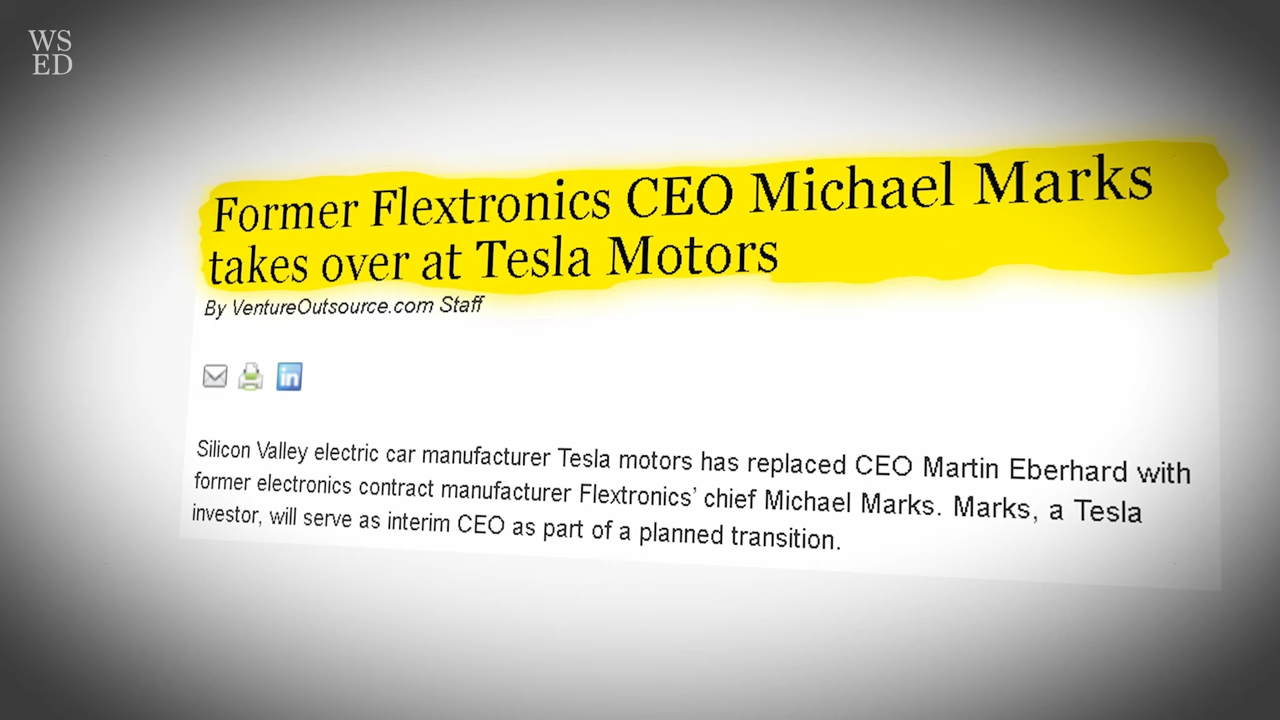 WS
ED
Former Flextronics CEO Michael Marks
takes over at Tesla Motors
By VentureOutsource.com Staff
in
Silicon Valley electric car manufacturer Tesla motors has replaced CEO Martin Eberhard with
former electronics contract manufacturer Flextronics’ chief Michael Marks. Marks, a Tesla
investor, will serve as interim CEO as part of a planned transition.